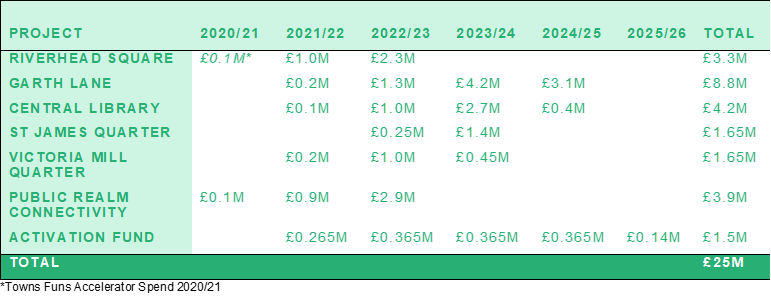 PROJECT 2020/21 2021/22 2022/23 2023/24 2024/25 2025/26 TOTAL
RIVERHEAD SQUARE £0.1M* £1.0M £2.3M £3.3M
GARTH LANE £0.2M £1.3M £4.2M £3.1M £8.8M
CENTRAL LIBRARY £0.1M £1.0M £2.7M £0.4M £4.2M
ST JAMES QUARTER £0.25M £1.4M £1.65M
VICTORIA MILL £0.2M £1.0M £0.45M £1.65M
QUARTER
PUBLIC REALM £0.1M £0.9M £2.9M £3.9M
CONNECTIVITY
ACTIVATION FUND £0.265M £0.365M £0.365M £0.365M £0.14M £1.5M
TOTAL £25M
*Towns Funs Accelerator Spend 2020/21